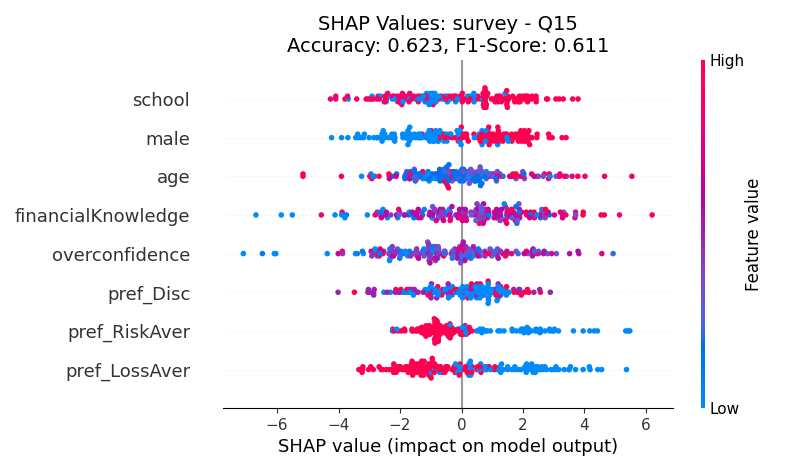 SHAP Values: survey - Q15
Accuracy: 0.623, F1-Score: 0.611
High
school
male
age
financialKnowledge
overconfidence
pref_Disc
pref_RiskAver
pref_LossAver
Feature value
Low
−6 −4 −2 0 2 4 6
SHAP value (impact on model output)